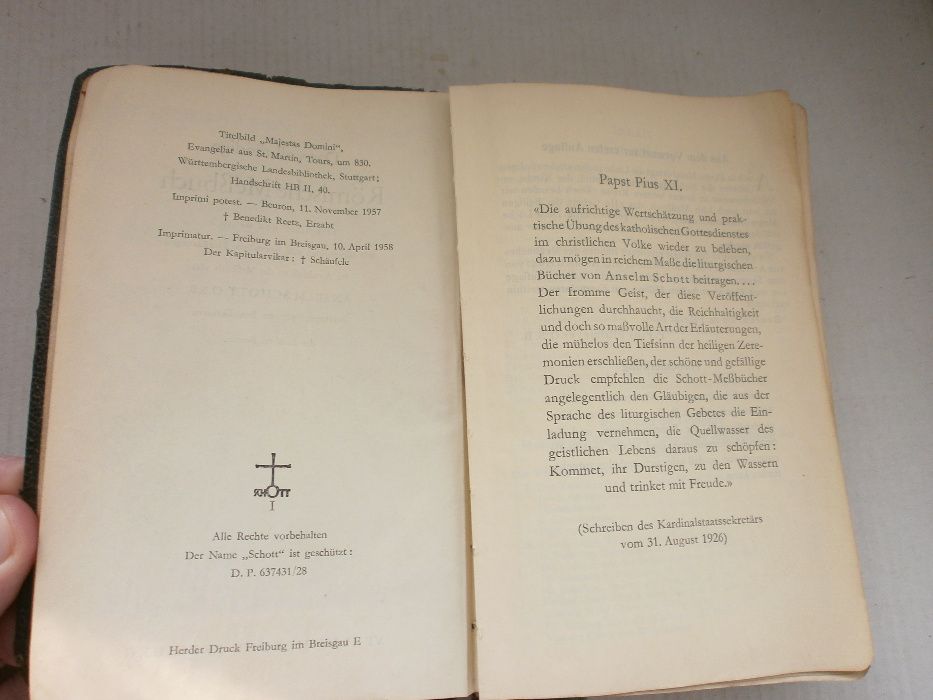 Titelbild „Majestas Domini“,
Evangeliar aus St. Martin, Tours, um 830.
Württembergische Landesbibliothek, Stuttgart;
Handschrift HB II, 40.
Imprimi potest. — Beuron, 11. November 1957
† Benedikt Reetz, Erzabt
Imprimatur. — Freiburg im Breisgau, 10. April 1958
Der Kapitularvikar: † Schäufele
SCHOTT
I
Alle Rechte vorbehalten
Der Name „Schott“ ist geschützt:
D. P. 637431/28
Herder Druck Freiburg im Breisgau E
Papst Pius XI.
«Die aufrichtige Wertschätzung und prak-
tische Übung des katholischen Gottesdienstes
im christlichen Volke wieder zu beleben,
dazu mögen in reichem Maße die liturgischen
Bücher von Anselm Schott beitragen....
Der fromme Geist, der diese Veröffent-
lichungen durchhaucht, die Reichhaltigkeit
und doch so maßvolle Art der Erläuterungen,
die mühelos den Tiefsinn der heiligen Zere-
monien erschließen, der schöne und gefällige
Druck empfehlen die Schott-Meßbücher
angelegentlich den Gläubigen, die aus der
Sprache des liturgischen Gebetes die Ein-
ladung vernehmen, die Quellwasser des
geistlichen Lebens daraus zu schöpfen:
Kommet, ihr Durstigen, zu den Wassern
und trinket mit Freude.»
(Schreiben des Kardinalstaatssekretärs
vom 31. August 1926)